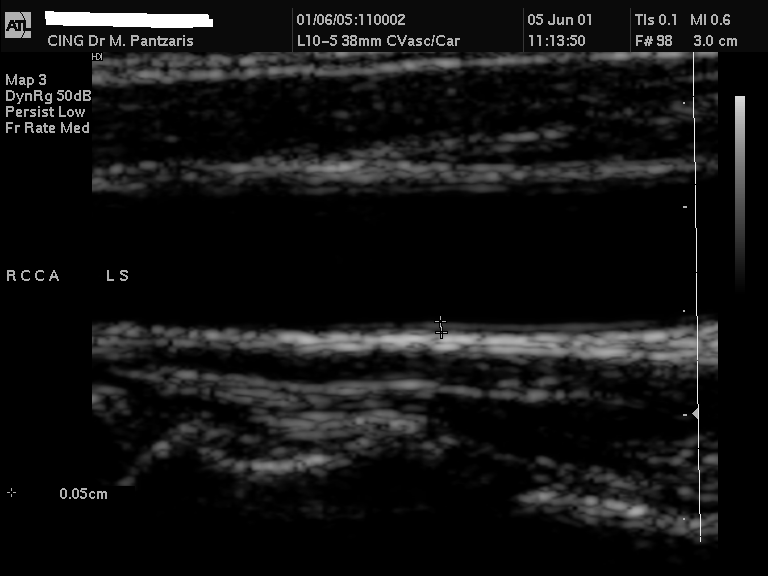 ATL
01/06/05:110002
05 Jun 01
TIs 0.1 MI 0.6
CING Dr M. Pantzaris
L10-5 38mm CVasc/Car
11:13:50
F# 98 3.0 cm
HDI
Map 3
DynRg 50dB
Persist Low
Fr Rate Med
RCCA LS
0.05cm